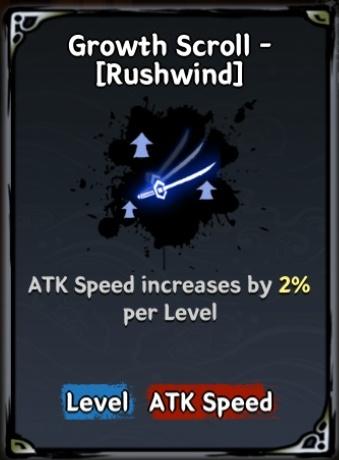 Growth Scroll -
[Rushwind]
ATK Speed increases by 2%
per Level
Level ATK Speed